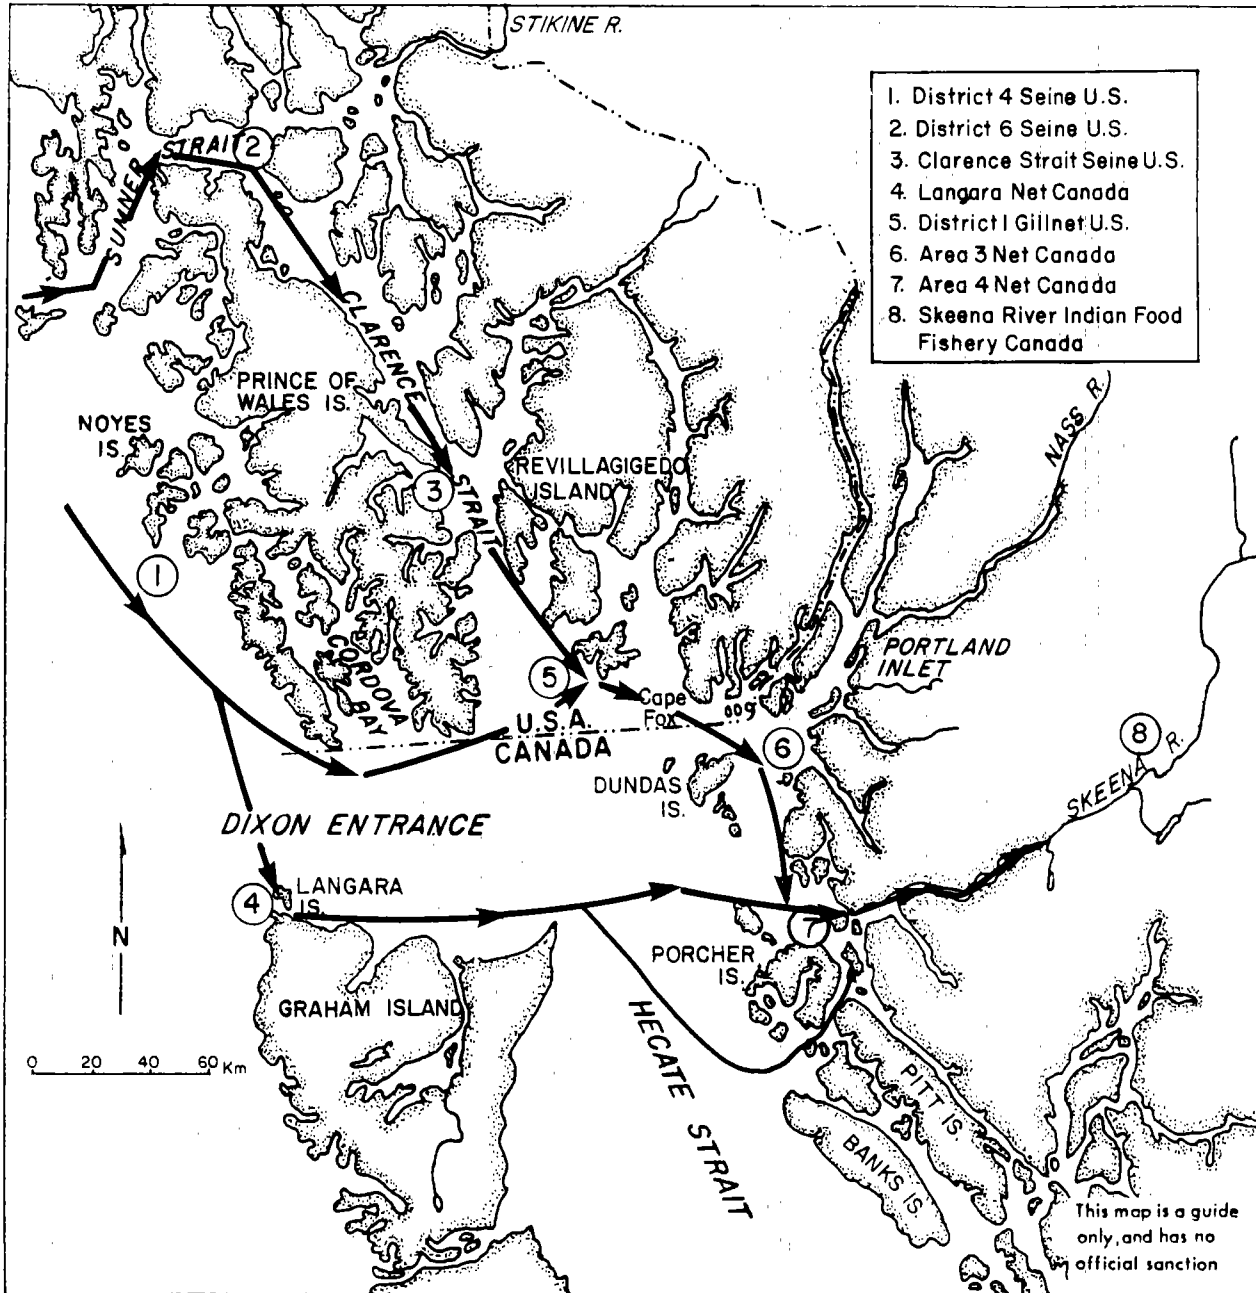 STIKINE R.
1. District 4 Seine U.S.
2. District 6 Seine U.S.
3. Clarence Strait Seine U.S.
4. Langara Net Canada
5. District 1 Gillnet U.S.
6. Area 3 Net Canada
7. Area 4 Net Canada
8. Skeena River Indian Food
Fishery Canada
SUMNER STRAIT
2
CLARENCE STRAIT
PRINCE OF
WALES IS.
NOYES
IS.
3
REVILLAGIGEDO
ISLAND
NASS R.
1
CORDOVA
BAY
PORTLAND
INLET
5
Cape
Fox
U.S.A.
CANADA
6
8
SKEENA R.
DUNDAS
IS.
DIXON ENTRANCE
4
LANGARA
IS.
7
N
PORCHER
IS.
GRAHAM ISLAND
HECATE STRAIT
0 20 40 60 Km
PITT IS.
BANKS IS.
This map is a guide
only, and has no
official sanction